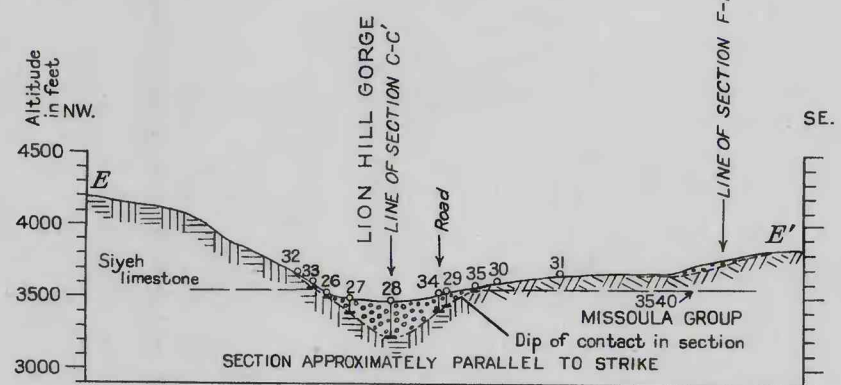 Altitude
in feet
NW.
LION HILL GORGE
LINE OF SECTION C-C'
Road
LINE OF SECTION F-
SE.
4500
4000
3500
3000
E
E'
Siyeh
limestone
32
33
26
27
28
34
29
35
30
31
3540
MISSOULA GROUP
Dip of contact in section
SECTION APPROXIMATELY PARALLEL TO STRIKE